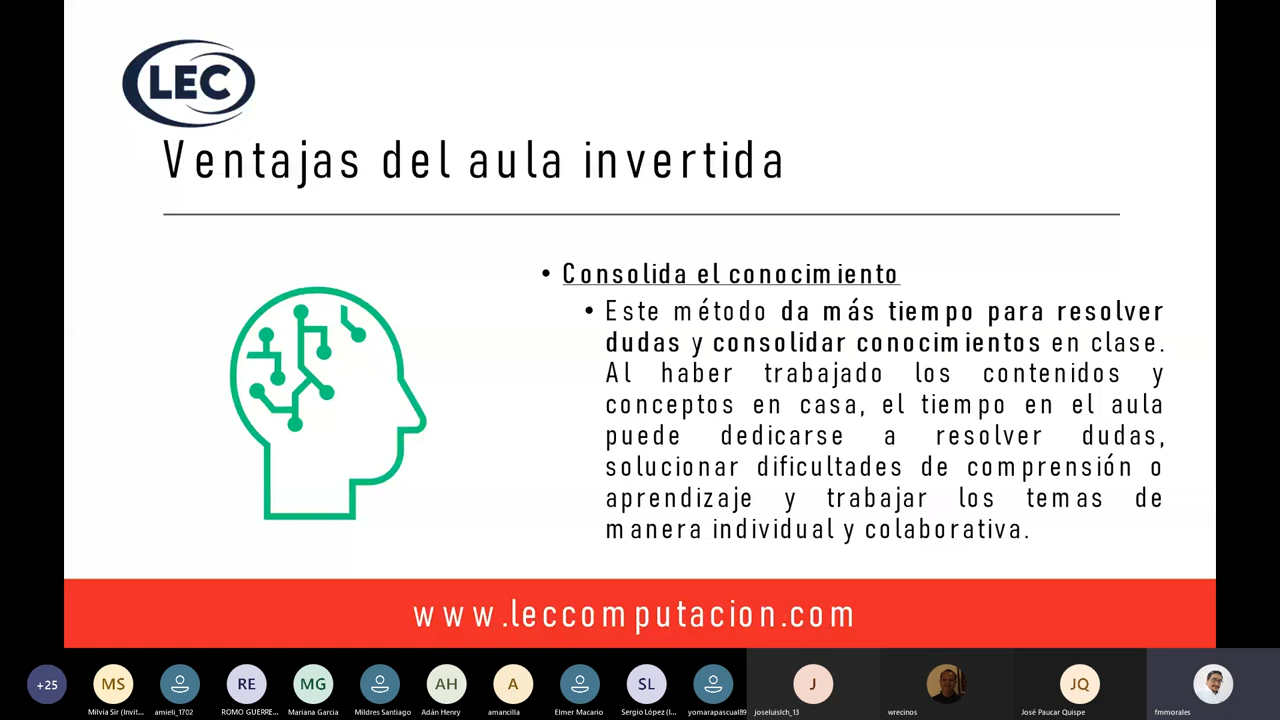 LEC
Ventajas del aula invertida
• Consolida el conocimiento
• Este método da más tiempo para resolver
dudas y consolidar conocimientos en clase.
Al haber trabajado los contenidos y
conceptos en casa, el tiempo en el aula
puede dedicarse a resolver dudas,
solucionar dificultades de comprensión o
aprendizaje y trabajar los temas de
manera individual y colaborativa.
www.leccomputacion.com
+25 MS RE MG AH A SL J JQ
Milvia Sir (Invit... amieli_1702 ROMO GUERRE... Mariana Garcia Mildres Santiago Adán Henry amancilla Elmer Macario Sergio López (I... yomarapascual89 joseluislch_13 wrecinos José Paucar Quispe fmmorales